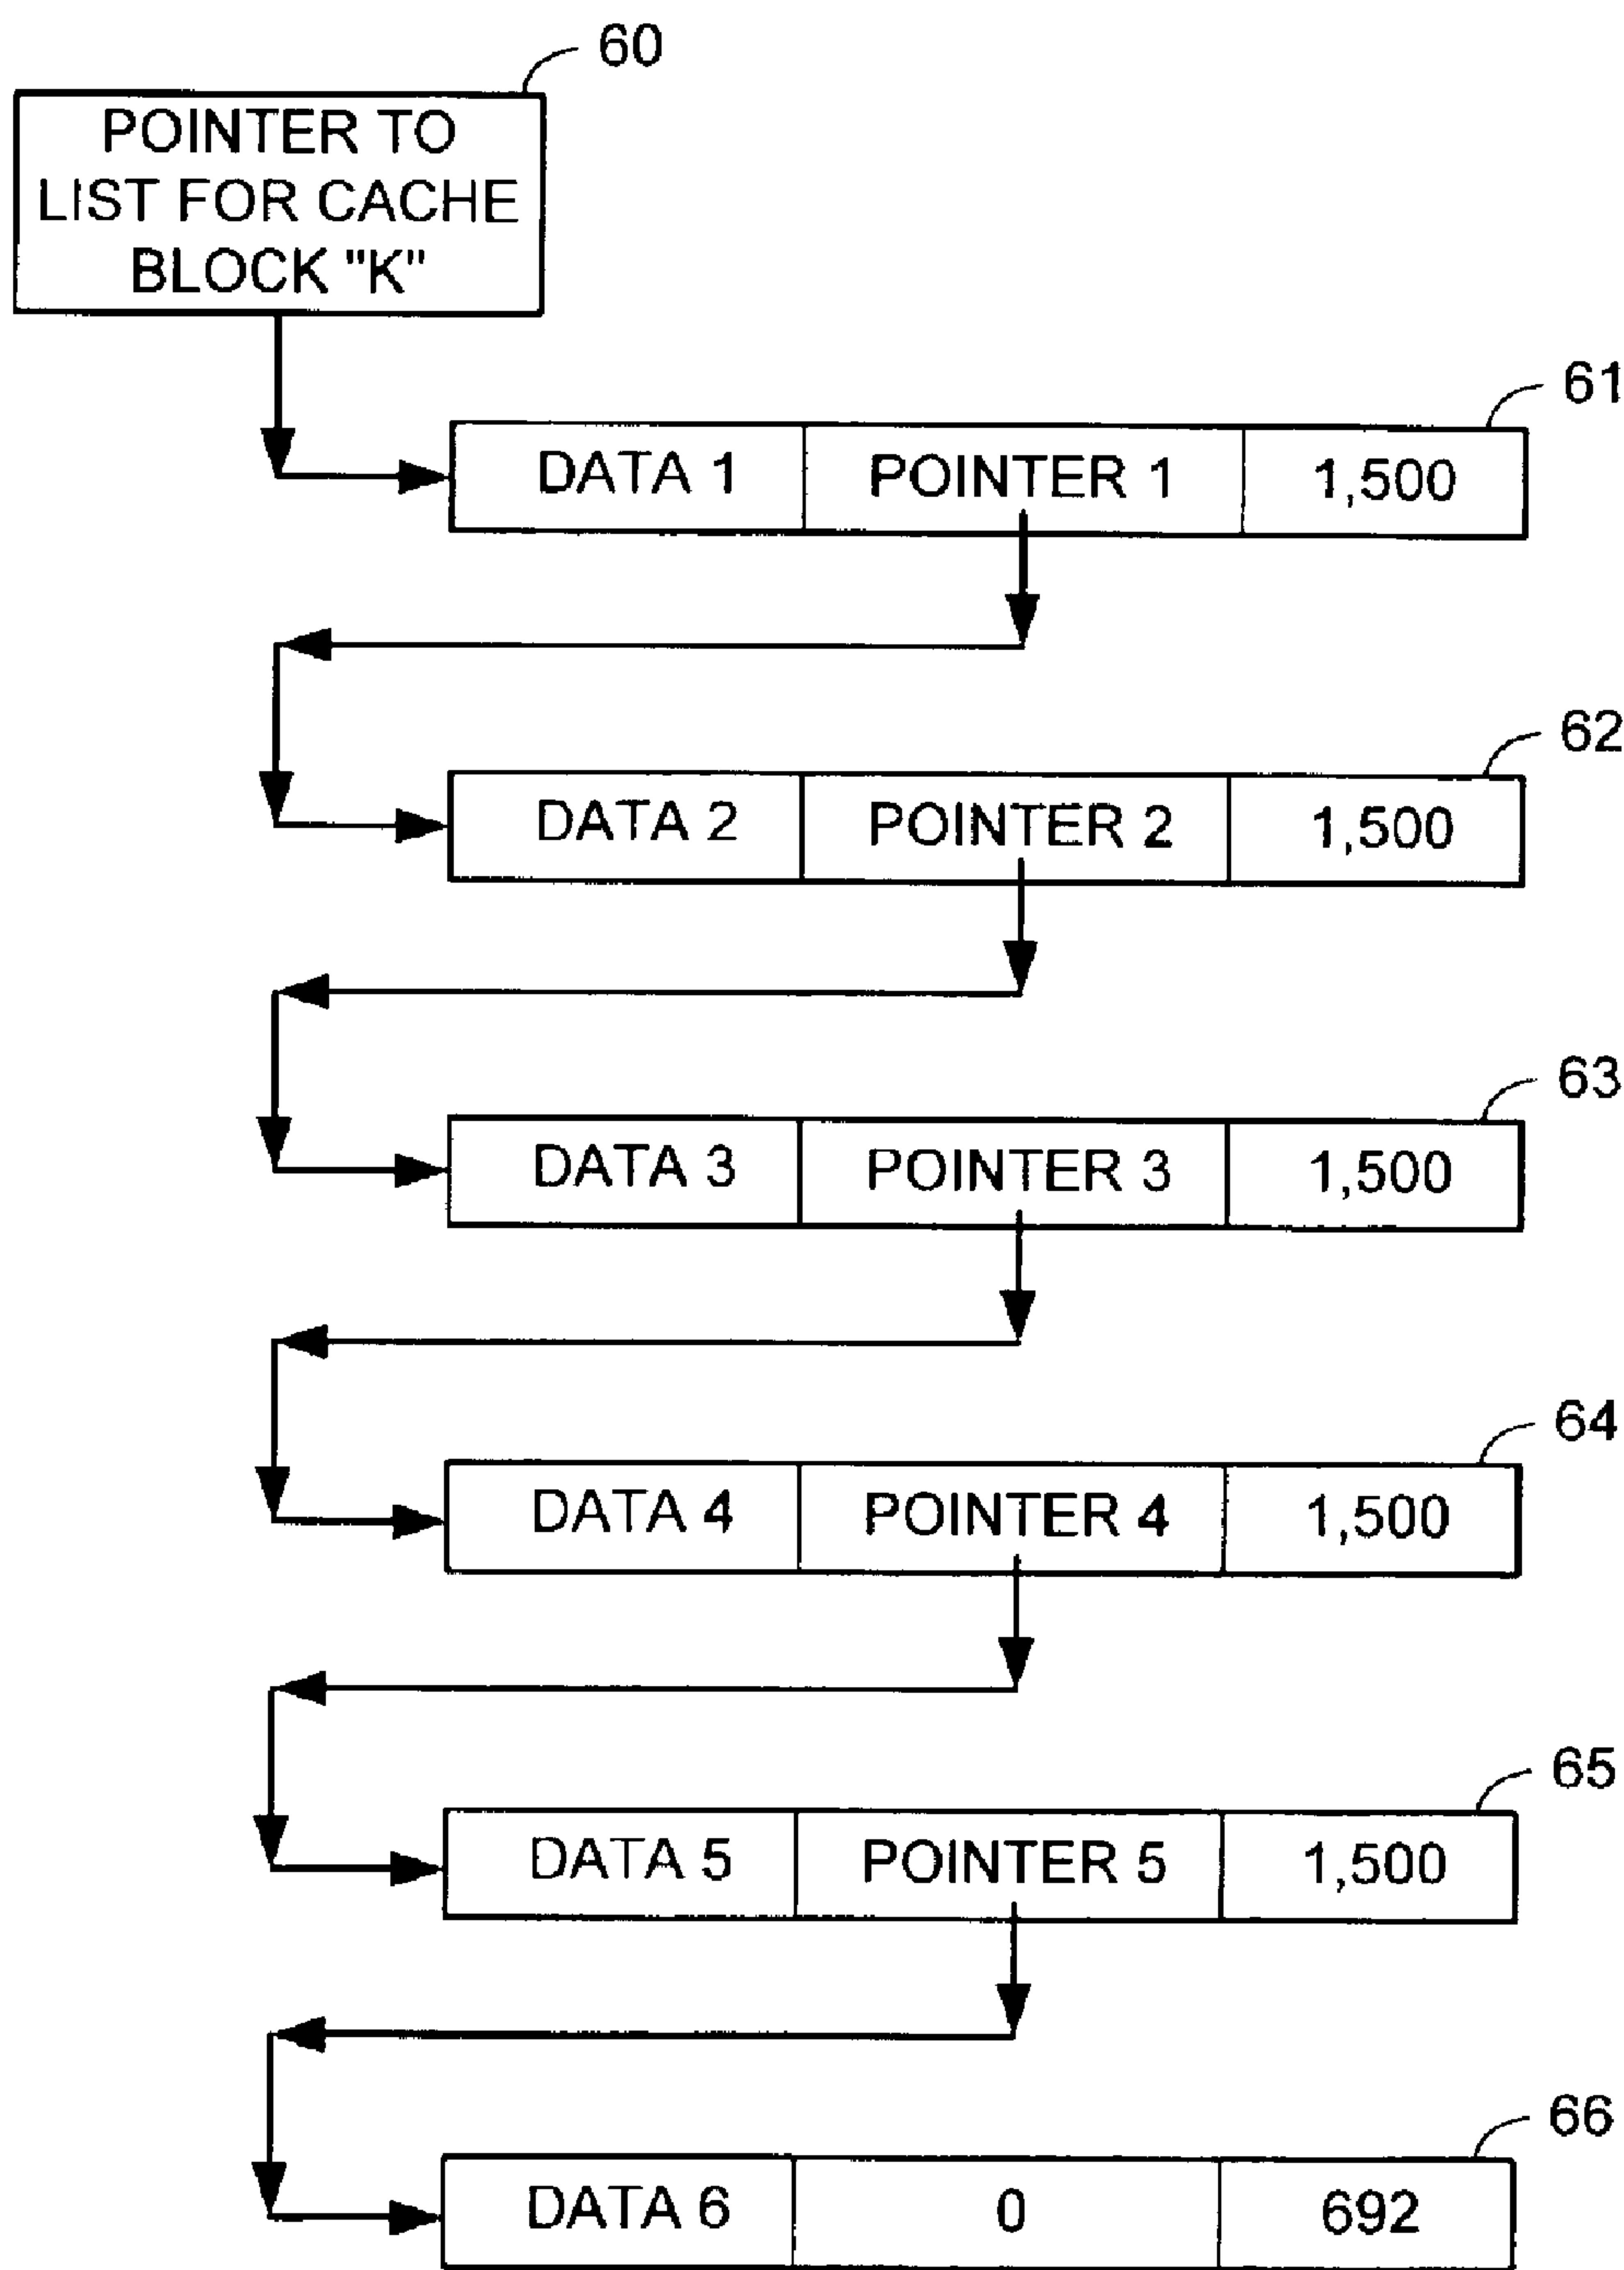 60
POINTER TO
LIST FOR CACHE
BLOCK "K"
61
DATA 1 POINTER 1 1,500
62
DATA 2 POINTER 2 1,500
63
DATA 3 POINTER 3 1,500
64
DATA 4 POINTER 4 1,500
65
DATA 5 POINTER 5 1,500
66
DATA 6 0 692